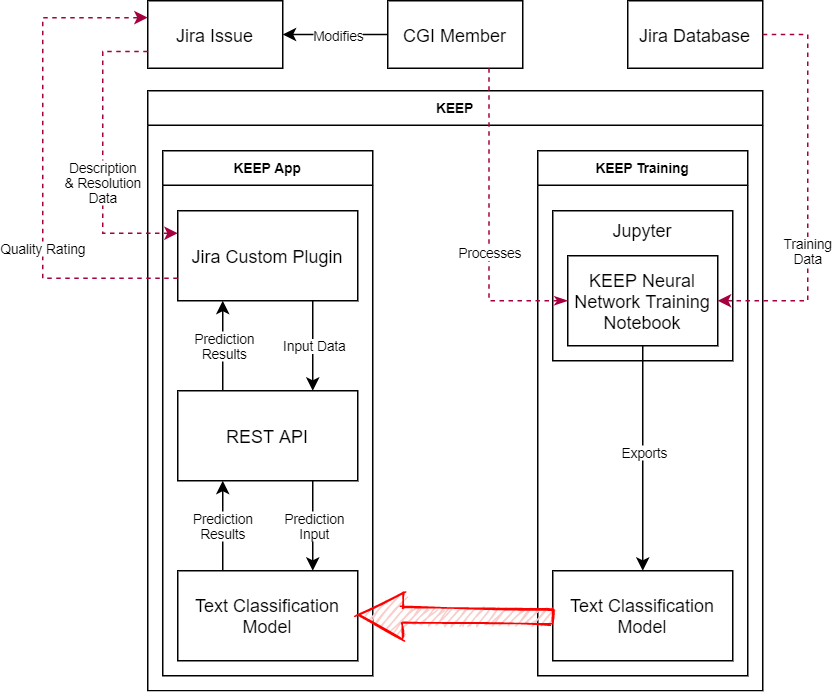 Jira Issue
Modifies
CGI Member
Jira Database
KEEP
KEEP App
KEEP Training
Description
& Resolution
Data
Quality Rating
Jira Custom Plugin
Processes
Jupyter
KEEP Neural
Network Training
Notebook
Training
Data
Prediction
Results
Input Data
REST API
Exports
Prediction
Results
Prediction
Input
Text Classification
Model
Text Classification
Model